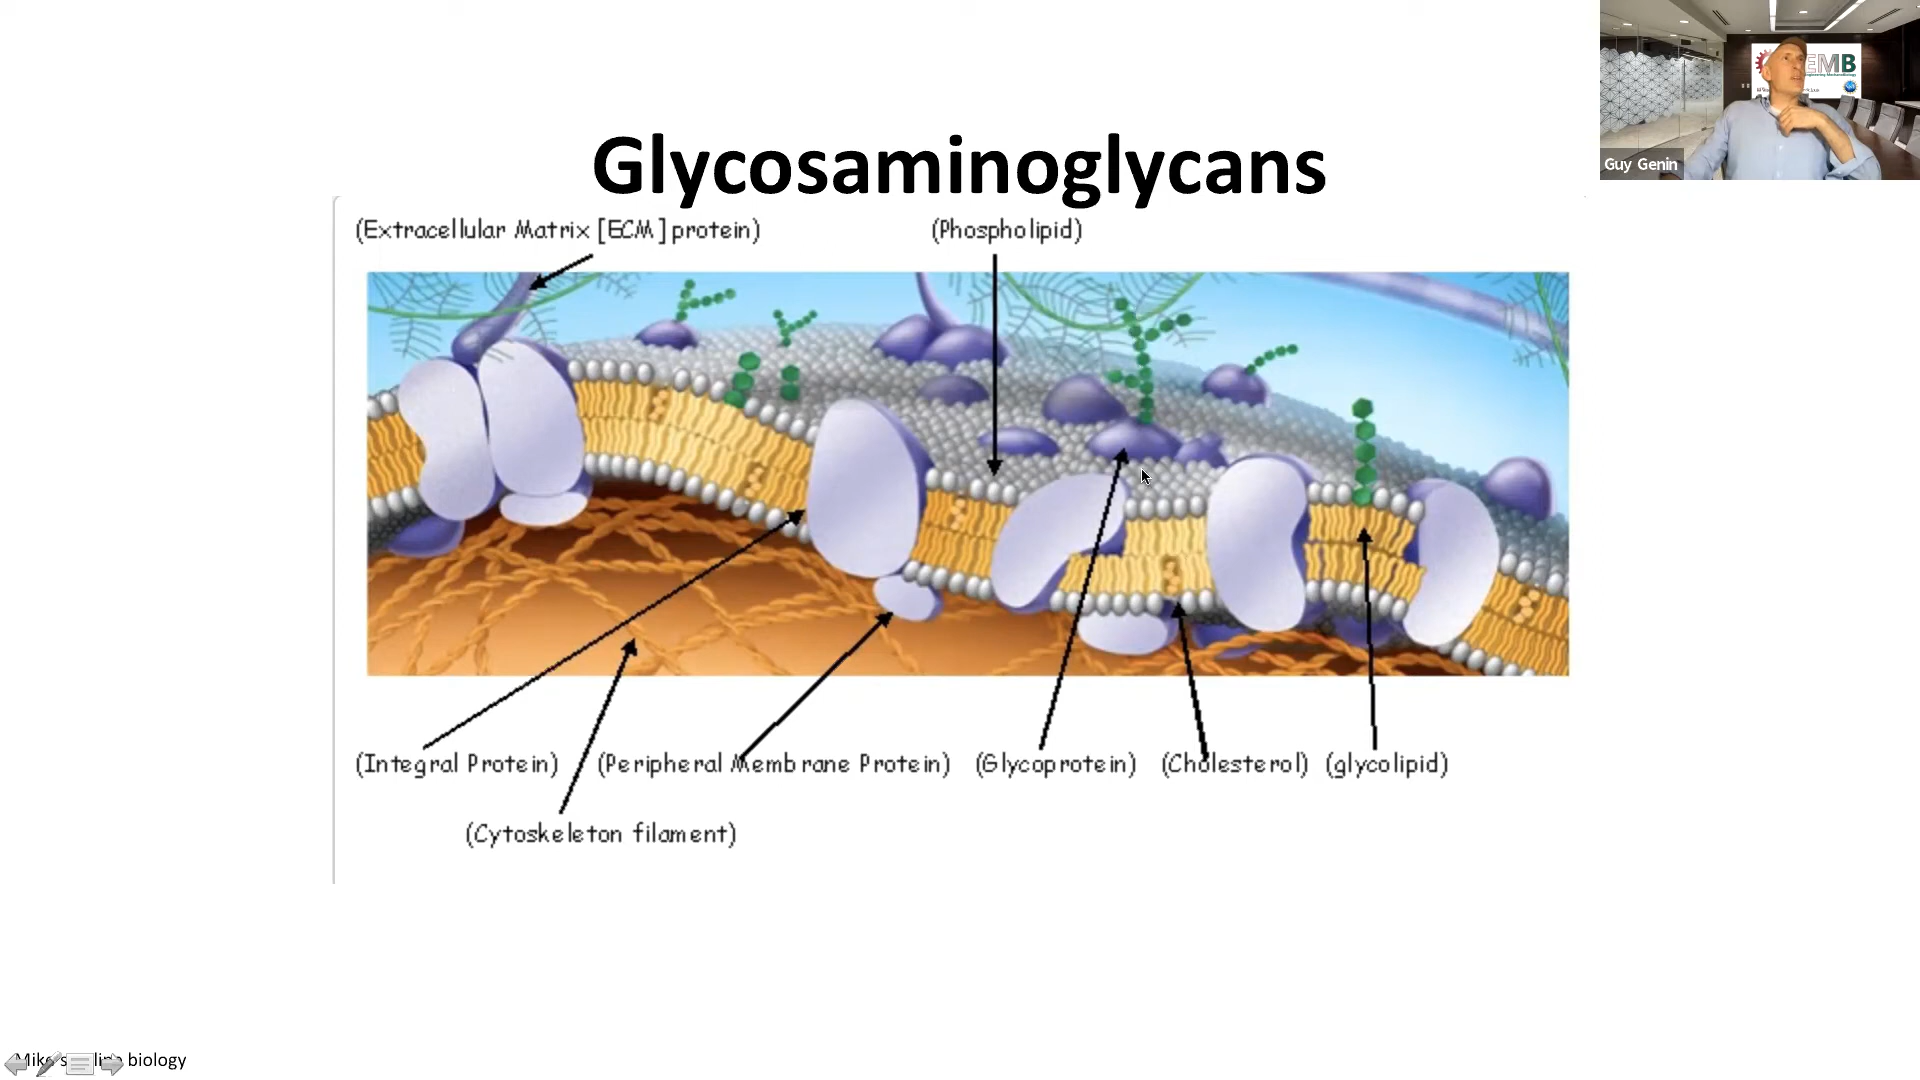 Glycosaminoglycans
(Extracellular Matrix [ECM] protein)
(Phospholipid)
(Integral Protein)
(Peripheral Membrane Protein)
(Glycoprotein)
(Cholesterol)
(glycolipid)
(Cytoskeleton filament)
biology
EMB
Guy Genin